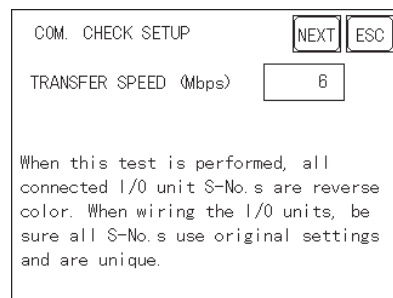 COM. CHECK SETUP NEXT ESC
TRANSFER SPEED (Mbps) 6
When this test is performed, all
connected I/O unit S-No.s are reverse
color. When wiring the I/O units, be
sure all S-No.s use original settings
and are unique.